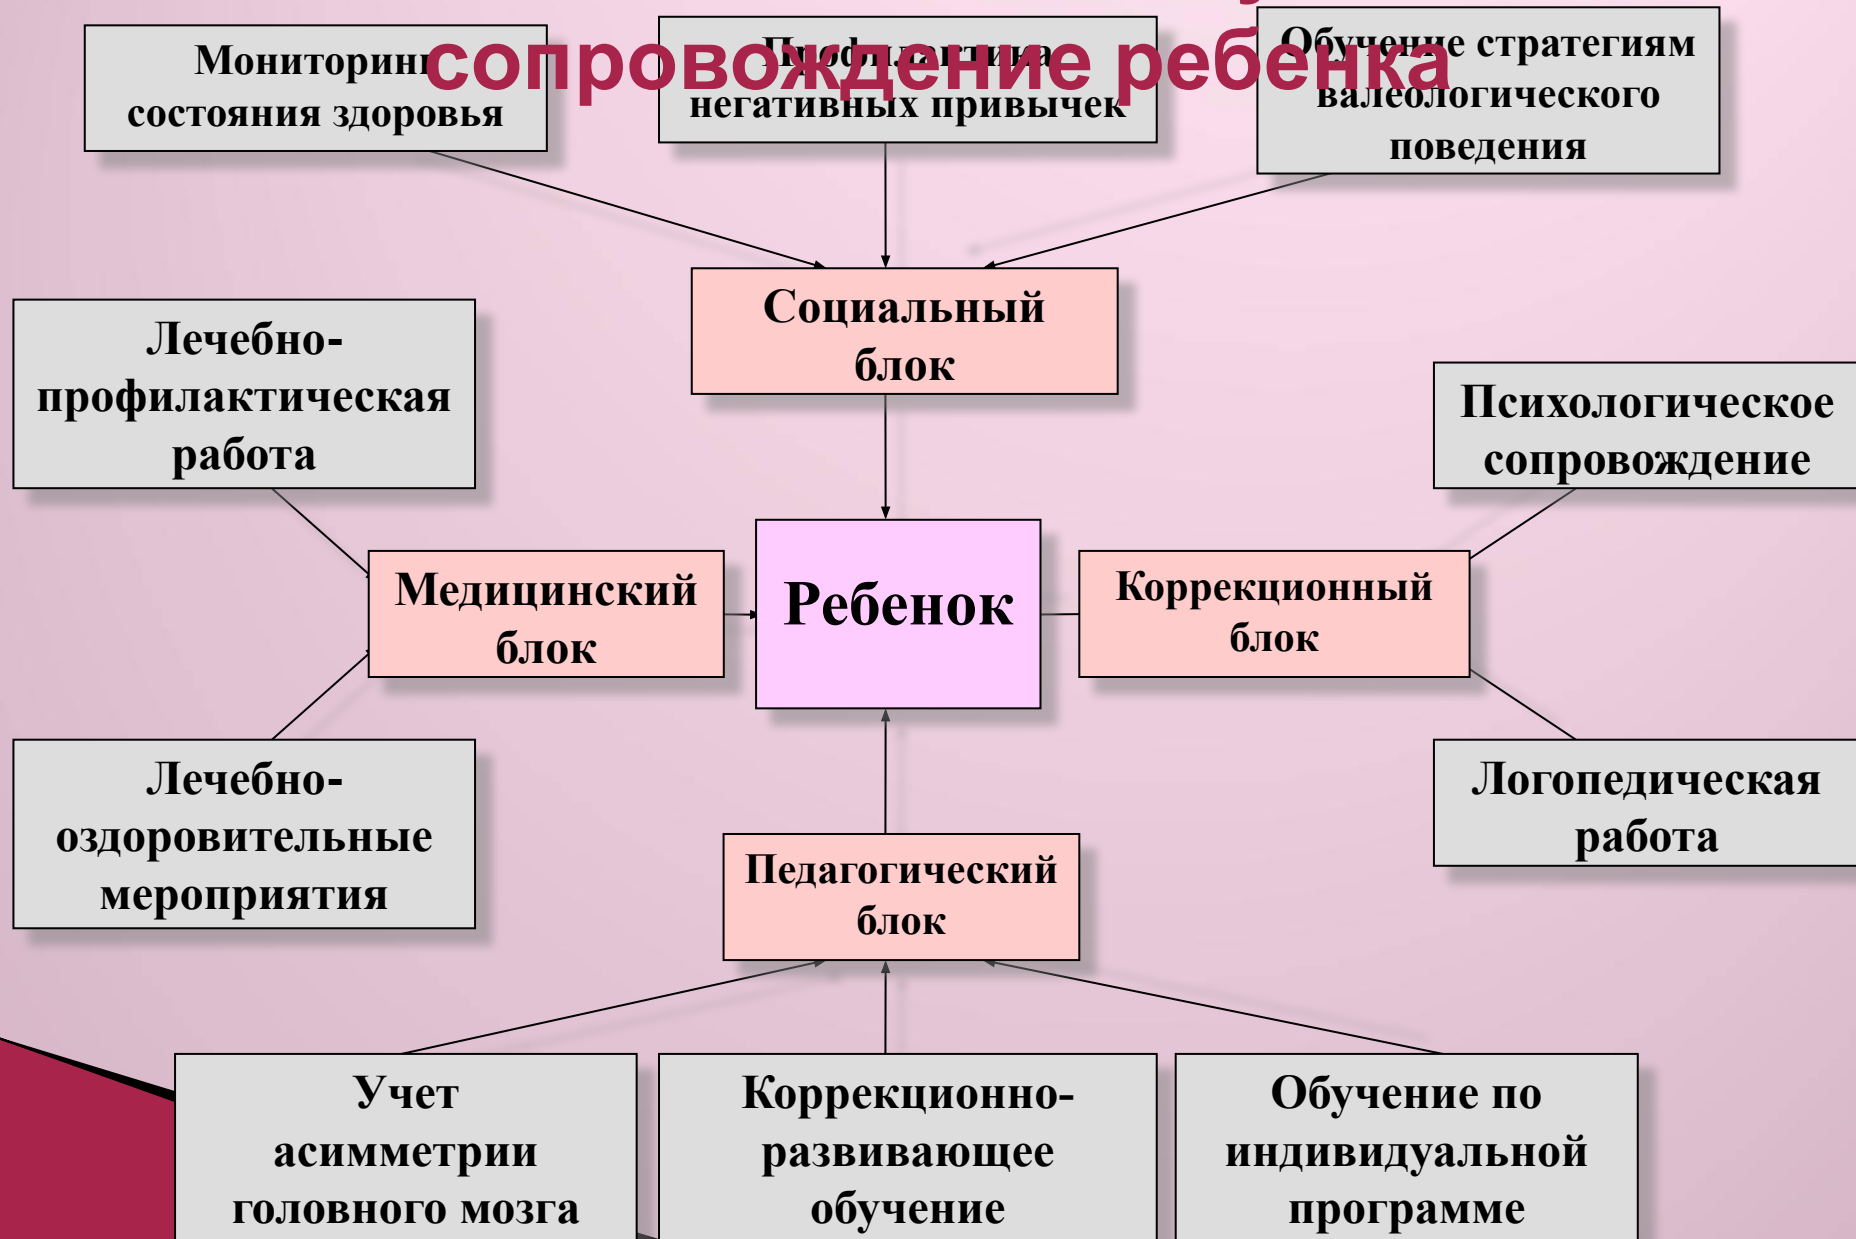 сопровождение ребенка
Мониторинг
состояния здоровья
Профилактика
негативных привычек
Обучение стратегиям
валеологического
поведения
Социальный
блок
Лечебно-
профилактическая
работа
Психологическое
сопровождение
Медицинский
блок
Ребенок
Коррекционный
блок
Лечебно-
оздоровительные
мероприятия
Логопедическая
работа
Педагогический
блок
Учет
асимметрии
головного мозга
Коррекционно-
развивающее
обучение
Обучение по
индивидуальной
программе